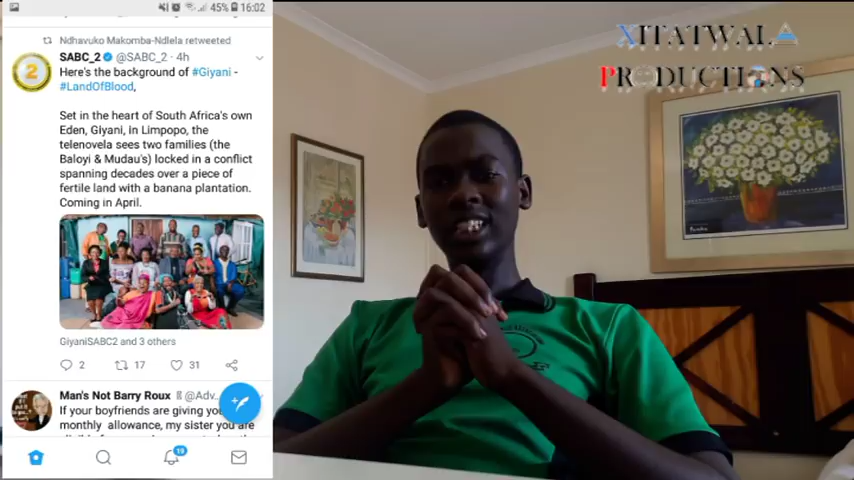 45% 16:02
Ndhavuko Makomba-Ndlela retweeted
SABC_2 @SABC_2 · 4h
Here's the background of #Giyani -
#LandOfBlood,
Set in the heart of South Africa's own
Eden, Giyani, in Limpopo, the
telenovela sees two families (the
Baloyi & Mudau's) locked in a conflict
spanning decades over a piece of
fertile land with a banana plantation.
Coming in April.
GiyaniSABC2 and 3 others
2 17 31
Man's Not Barry Roux @Adv..
If your boyfriends are giving you
monthly allowance, my sister you are
19
2
XITATWALA
PRODUCTIONS